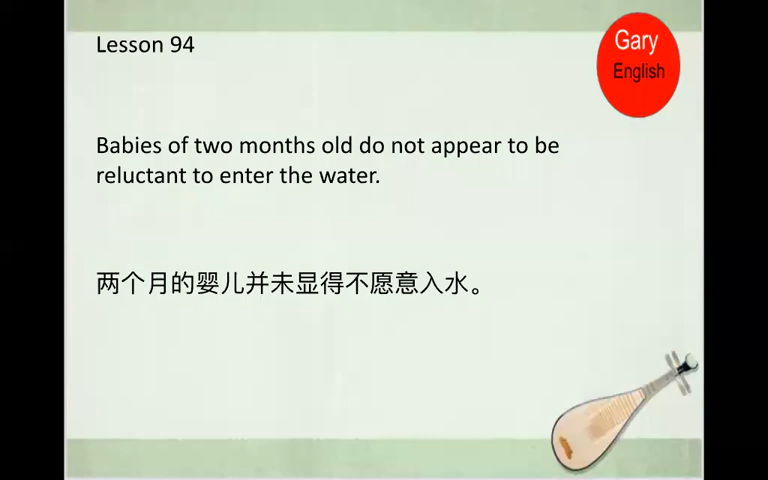 Lesson 94
Gary
English
Babies of two months old do not appear to be
reluctant to enter the water.
两个月的婴儿并未显得不愿意入水。